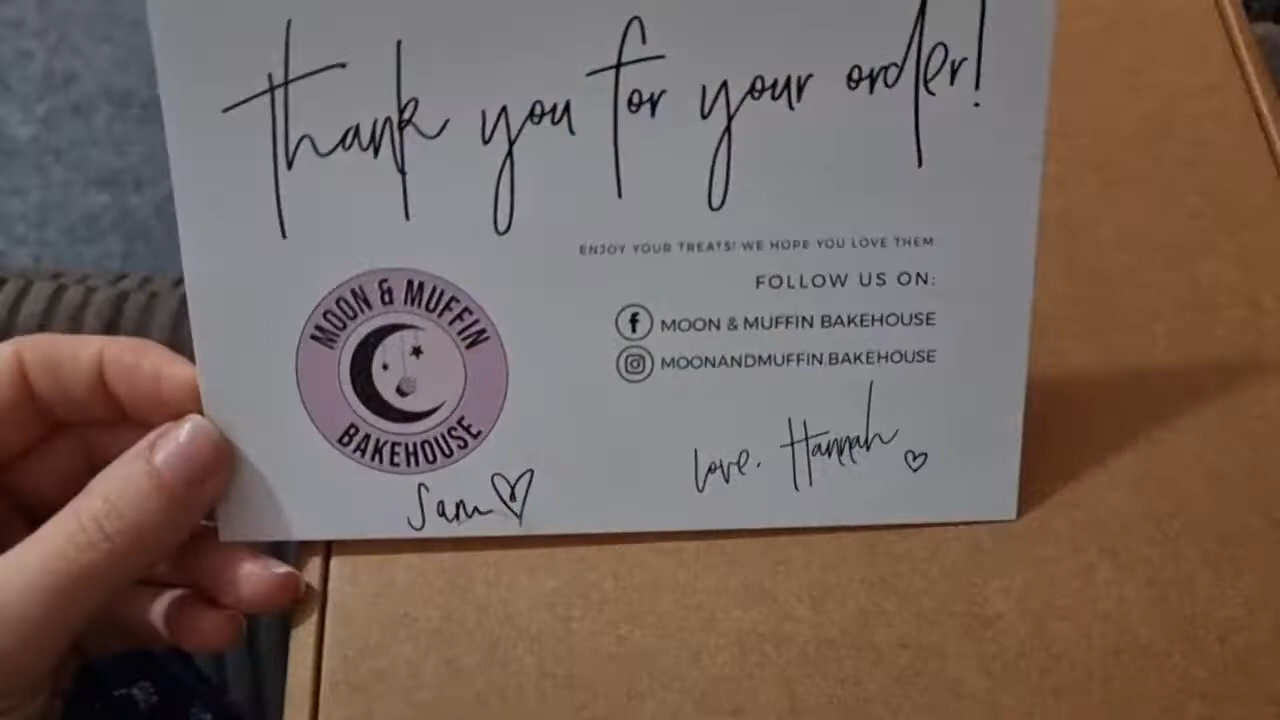 thank you for your order!
ENJOY YOUR TREATS! WE HOPE YOU LOVE THEM
FOLLOW US ON:
MOON & MUFFIN BAKEHOUSE
MOONANDMUFFIN.BAKEHOUSE
MOON & MUFFIN
BAKEHOUSE
love, Hannah
Sam